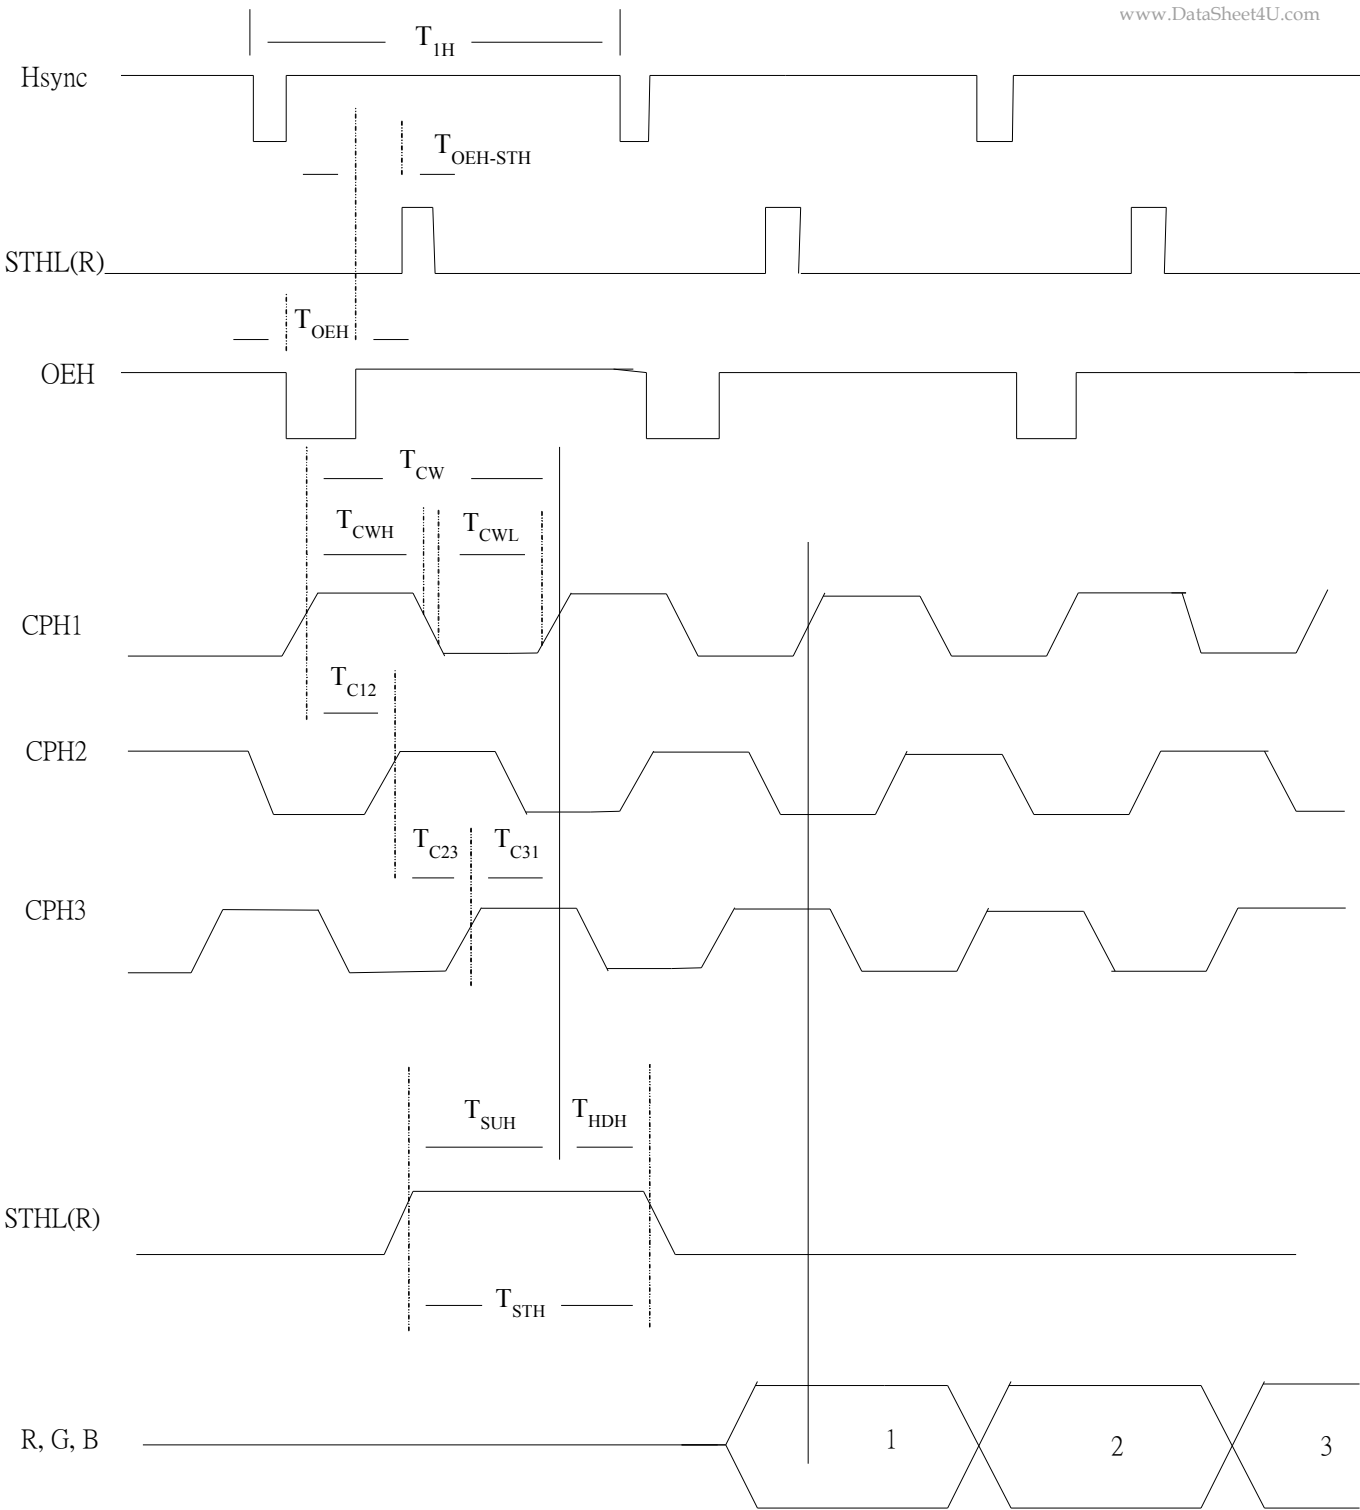 www.DataSheet4U.com
T1H
Hsync
TOEH-STH
STHL(R)
TOEH
OEH
TCW
TCWH TCWL
CPH1
TC12
CPH2
TC23 TC31
CPH3
TSUH THDH
STHL(R)
TSTH
R, G, B 1 2 3